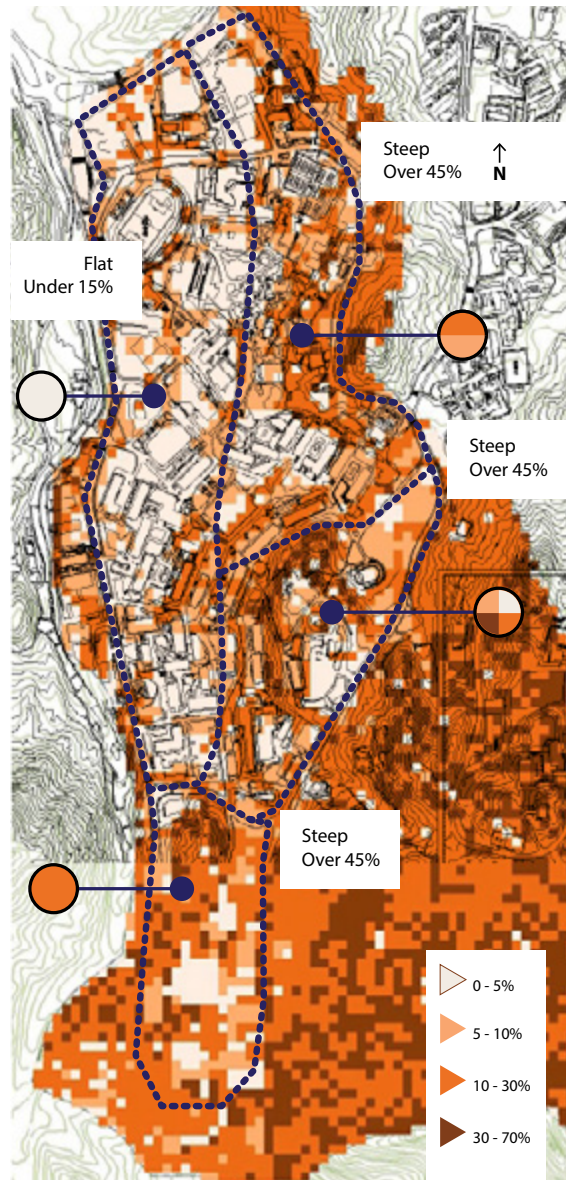 Steep
Over 45%
↑
N
Flat
Under 15%
Steep
Over 45%
Steep
Over 45%
0 - 5%
5 - 10%
10 - 30%
30 - 70%